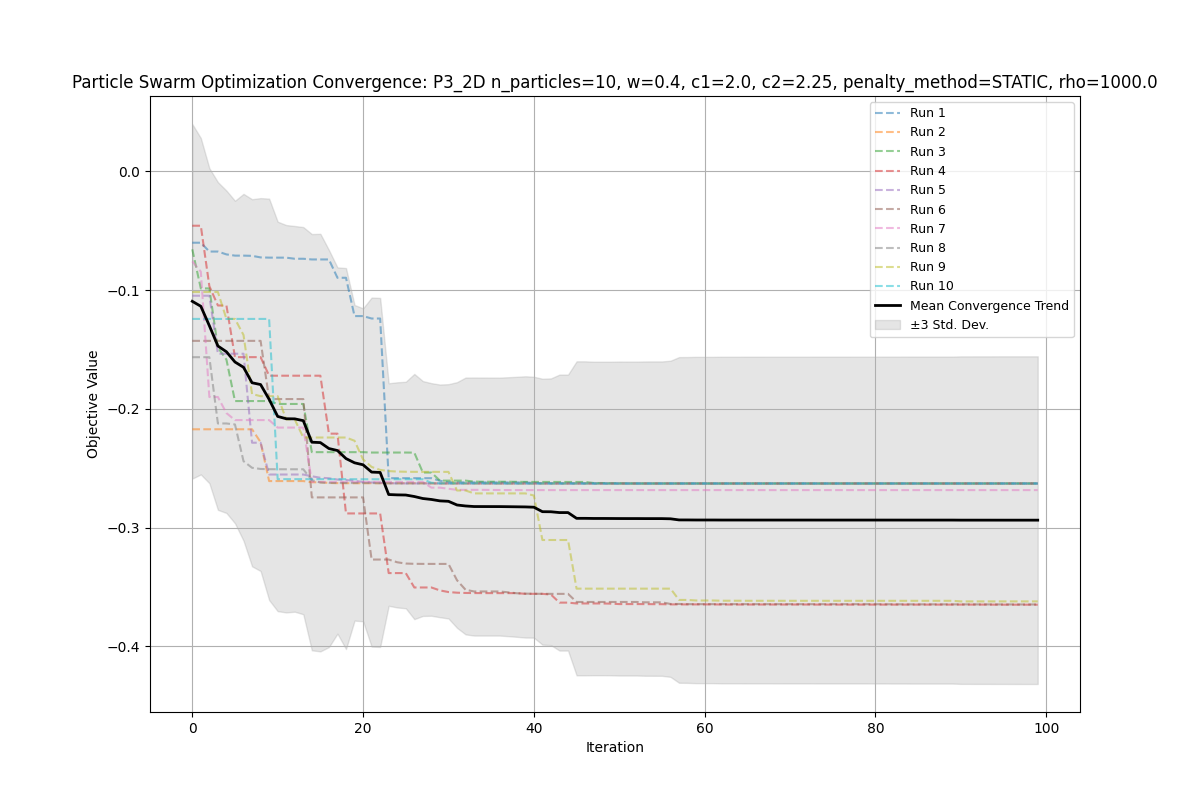 Particle Swarm Optimization Convergence: P3_2D n_particles=10, w=0.4, c1=2.0, c2=2.25, penalty_method=STATIC, rho=1000.0
Run 1
Run 2
Run 3
Run 4
Run 5
Run 6
Run 7
Run 8
Run 9
Run 10
Mean Convergence Trend
±3 Std. Dev.
Objective Value
0.0
−0.1
−0.2
−0.3
−0.4
0 20 40 60 80 100
Iteration